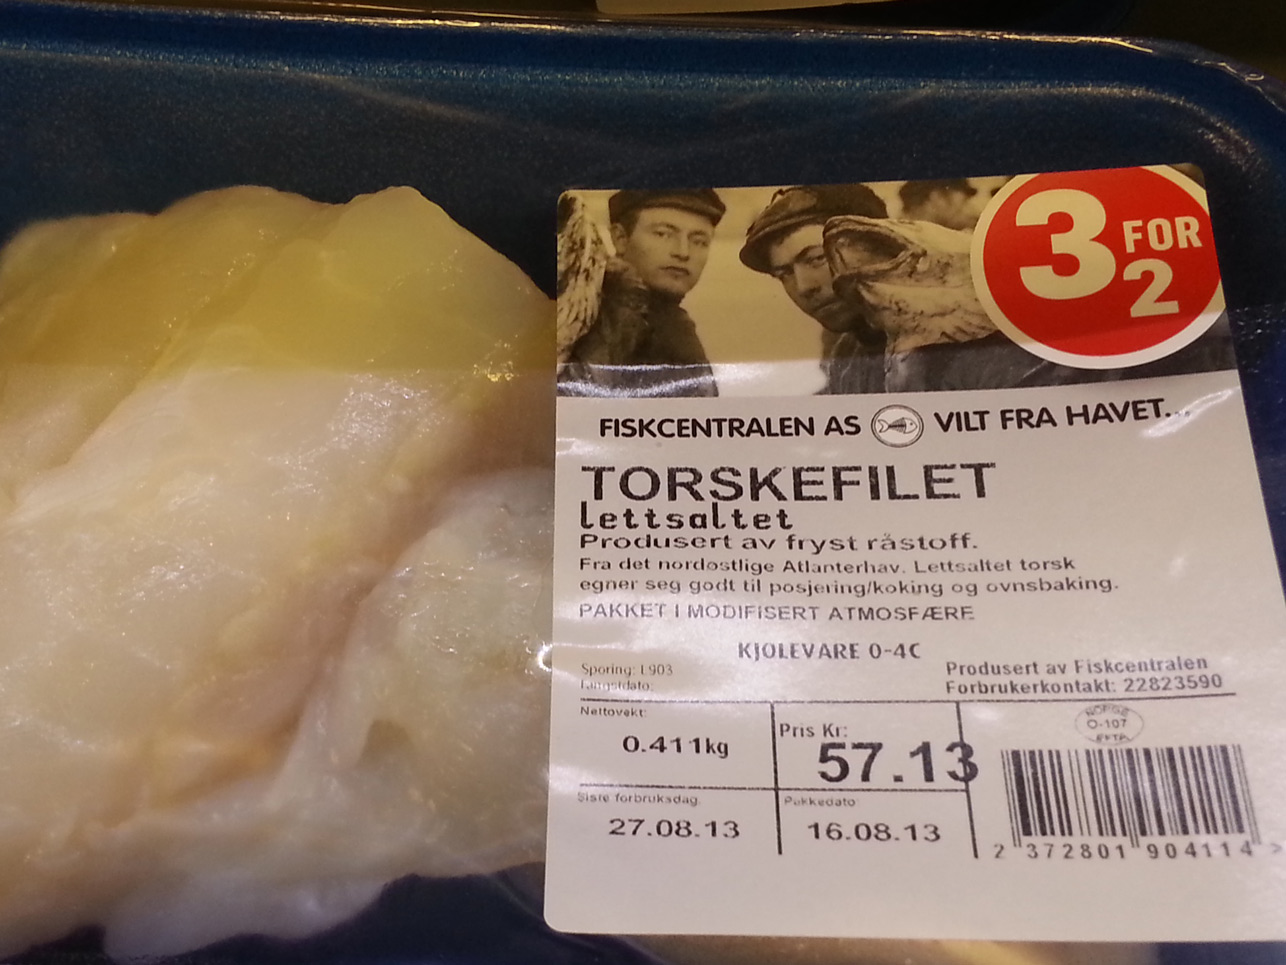 3 FOR
2
FISKCENTRALEN AS VILT FRA HAVET...
TORSKEFILET
lettsaltet
Produsert av fryst råstoff.
Fra det nordøstlige Atlanterhav. Lettsaltet torsk
egner seg godt til posjering/koking og ovnsbaking.
PAKKET I MODIFISERT ATMOSFÆRE
KJØLEVARE 0-4C
Sporing: L903
Fangstdato:
Produsert av Fiskcentralen
Forbrukerkontakt: 22823590
Nettovekt:
0.411kg
Pris Kr:
57.13
NORGE
O-107
EFTA
Siste forbruksdag:
27.08.13
Pakkedato
16.08.13
2 372801 904114 >